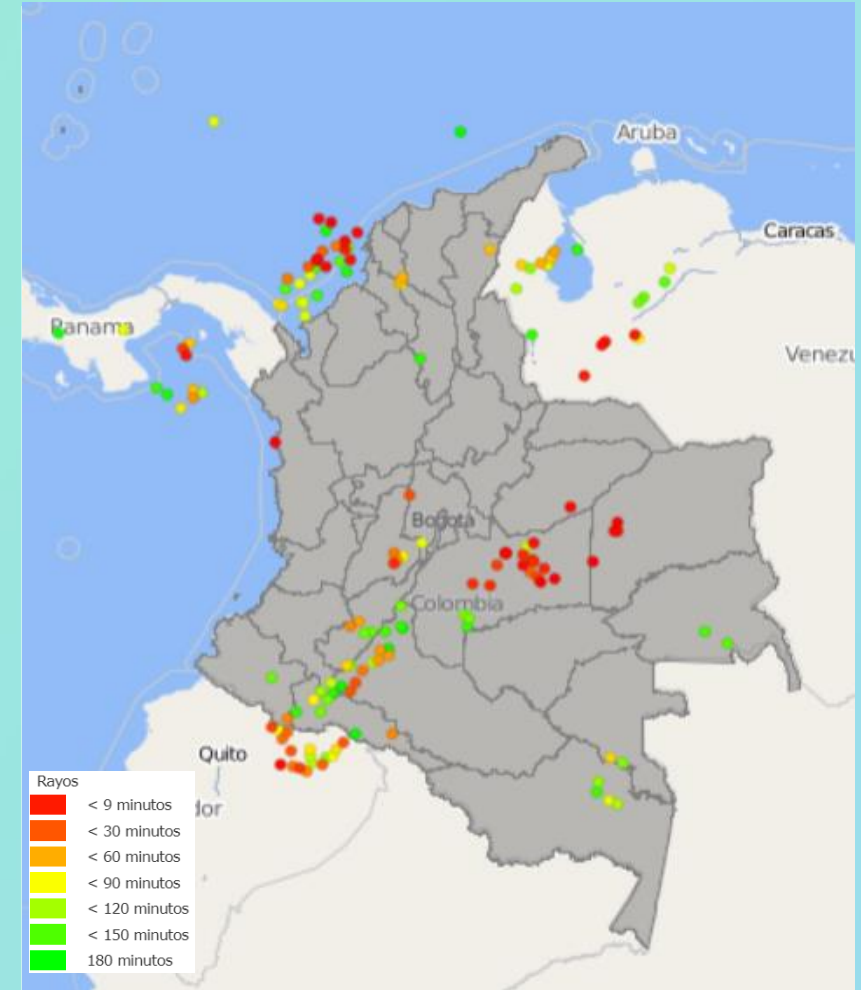 Aruba
Caracas
Panama
Venezu
Bogotá
Colombia
Quito
dor
Rayos
< 9 minutos
< 30 minutos
< 60 minutos
< 90 minutos
< 120 minutos
< 150 minutos
180 minutos